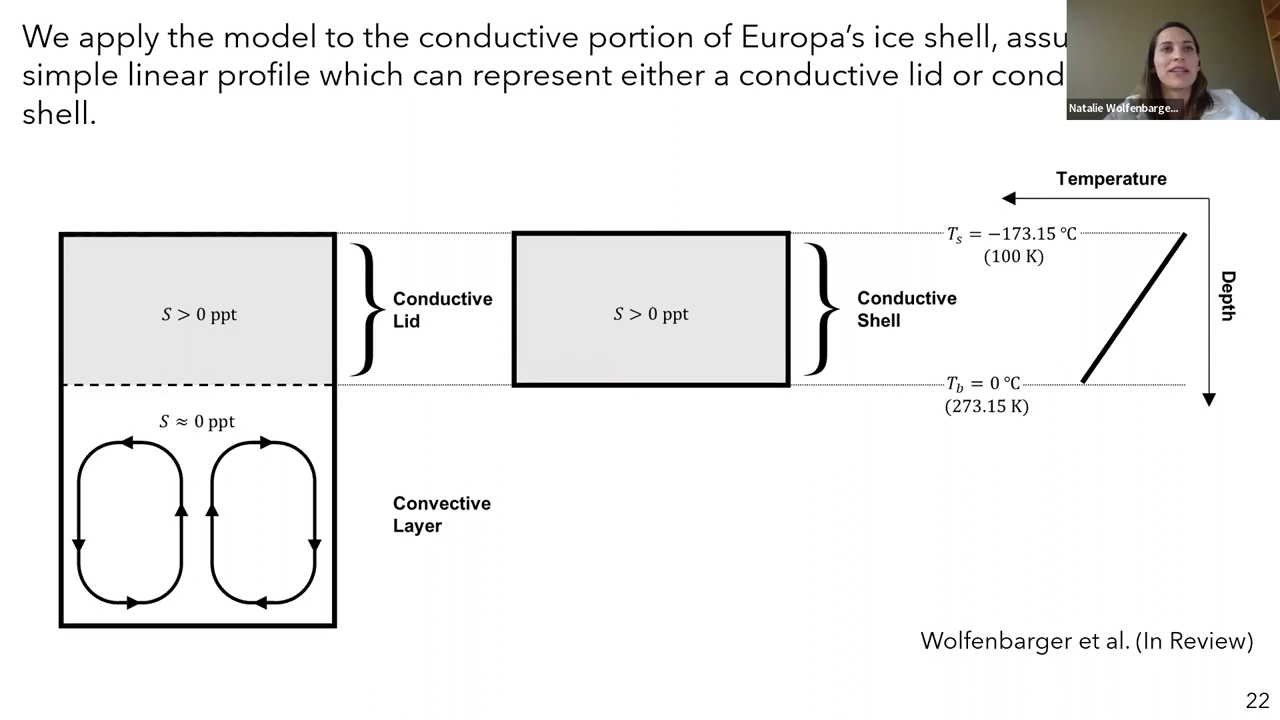 We apply the model to the conductive portion of Europa’s ice shell, assu
simple linear profile which can represent either a conductive lid or cond
shell.
Natalie Wolfenbarge...
Temperature
Depth
T_s = −173.15 °C
(100 K)
S > 0 ppt
Conductive
Lid
S > 0 ppt
Conductive
Shell
T_b = 0 °C
(273.15 K)
S ≈ 0 ppt
Convective
Layer
Wolfenbarger et al. (In Review)
22